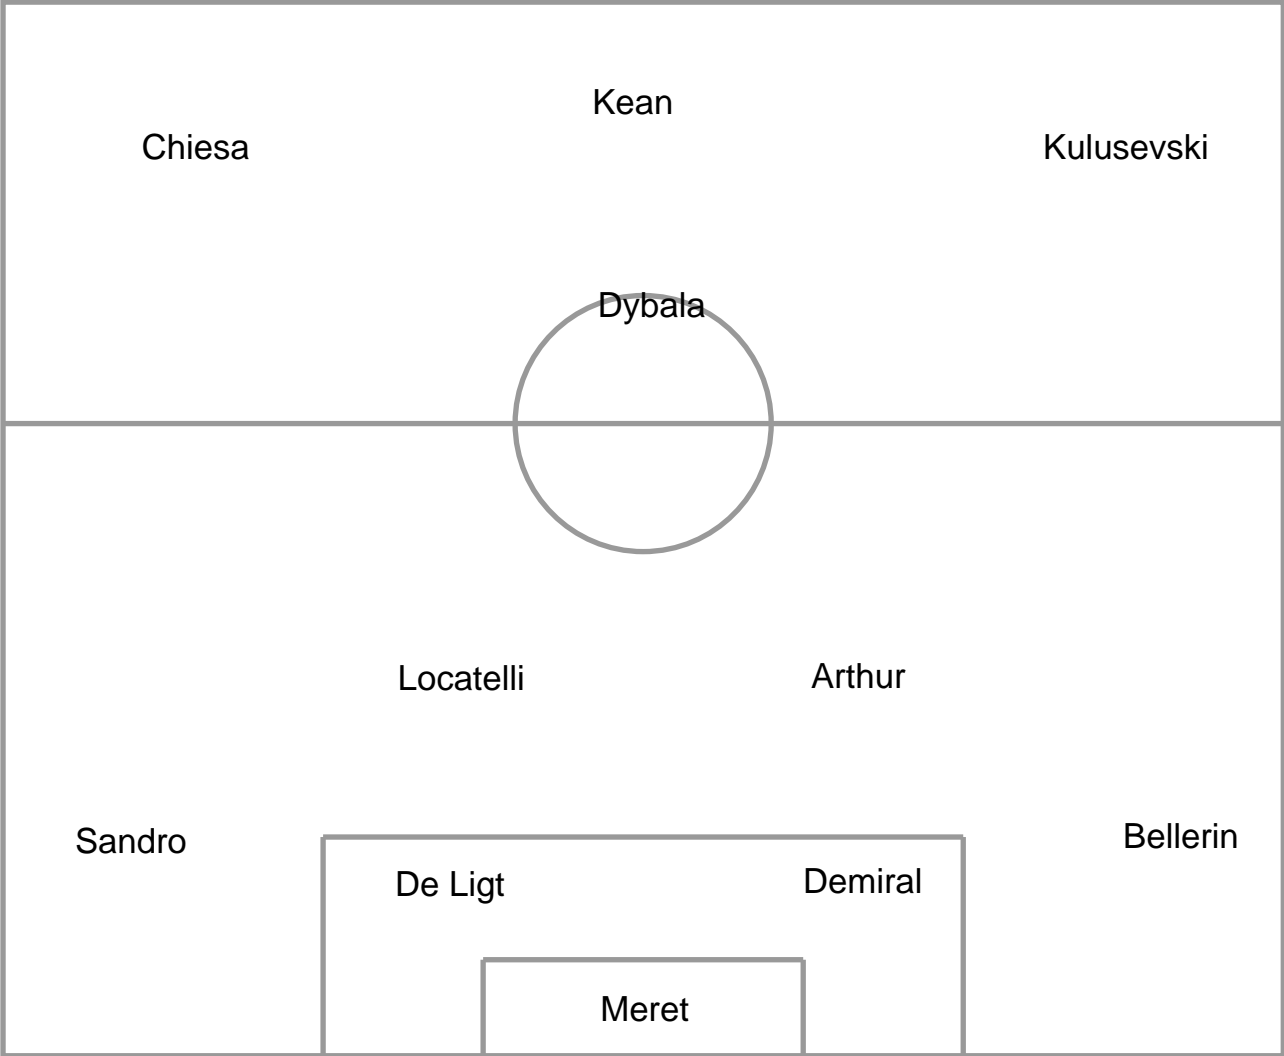 Kean
Chiesa
Kulusevski
Dybala
Locatelli
Arthur
Sandro
Bellerin
De Ligt
Demiral
Meret